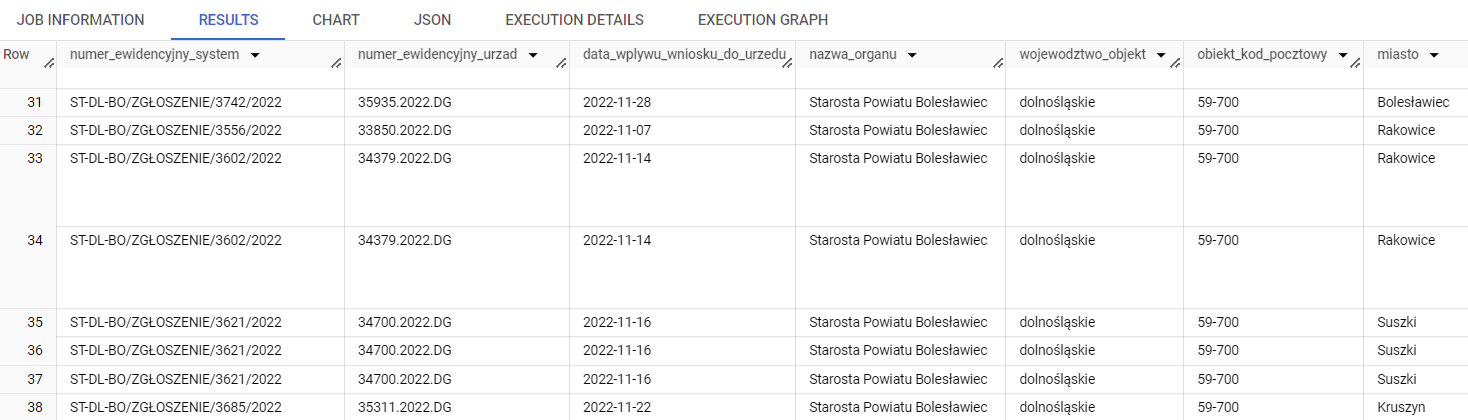 JOB INFORMATION RESULTS CHART JSON EXECUTION DETAILS EXECUTION GRAPH
Row numer_ewidencyjny_system numer_ewidencyjny_urzad data_wplywu_wniosku_do_urzedu nazwa_organu wojewodztwo_objekt obiekt_kod_pocztowy miasto
31 ST-DL-BO/ZGŁOSZENIE/3742/2022 35935.2022.DG 2022-11-28 Starosta Powiatu Bolesławiec dolnośląskie 59-700 Bolesławiec
32 ST-DL-BO/ZGŁOSZENIE/3556/2022 33850.2022.DG 2022-11-07 Starosta Powiatu Bolesławiec dolnośląskie 59-700 Rakowice
33 ST-DL-BO/ZGŁOSZENIE/3602/2022 34379.2022.DG 2022-11-14 Starosta Powiatu Bolesławiec dolnośląskie 59-700 Rakowice
34 ST-DL-BO/ZGŁOSZENIE/3602/2022 34379.2022.DG 2022-11-14 Starosta Powiatu Bolesławiec dolnośląskie 59-700 Rakowice
35 ST-DL-BO/ZGŁOSZENIE/3621/2022 34700.2022.DG 2022-11-16 Starosta Powiatu Bolesławiec dolnośląskie 59-700 Suszki
36 ST-DL-BO/ZGŁOSZENIE/3621/2022 34700.2022.DG 2022-11-16 Starosta Powiatu Bolesławiec dolnośląskie 59-700 Suszki
37 ST-DL-BO/ZGŁOSZENIE/3621/2022 34700.2022.DG 2022-11-16 Starosta Powiatu Bolesławiec dolnośląskie 59-700 Suszki
38 ST-DL-BO/ZGŁOSZENIE/3685/2022 35311.2022.DG 2022-11-22 Starosta Powiatu Bolesławiec dolnośląskie 59-700 Kruszyn